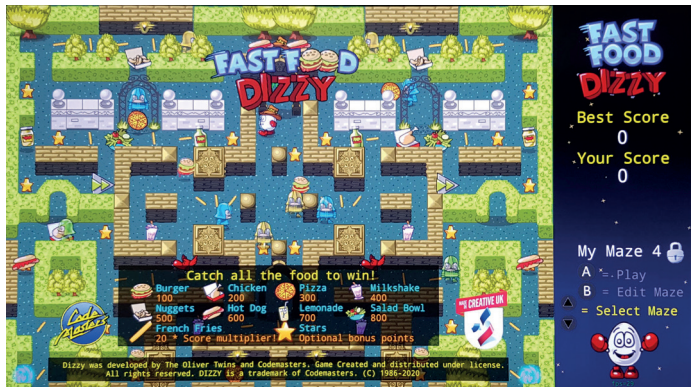 FAST FOOD
DIZZY
Catch all the food to win!
Burger
100
Chicken
200
Pizza
300
Milkshake
400
Nuggets
500
Hot Dog
600
Lemonade
700
Salad Bowl
800
French Fries
20 * Score multiplier!
Stars
Optional bonus points
Code Masters
CREATIVE UK
Dizzy was developed by The Oliver Twins and Codemasters. Game Created and distributed under license.
All rights reserved. DIZZY is a trademark of Codemasters. (C) 1986-2020
FAST
FOOD
DIZZY
Best Score
0
Your Score
0
My Maze 4
A = Play
B = Edit Maze
= Select Maze